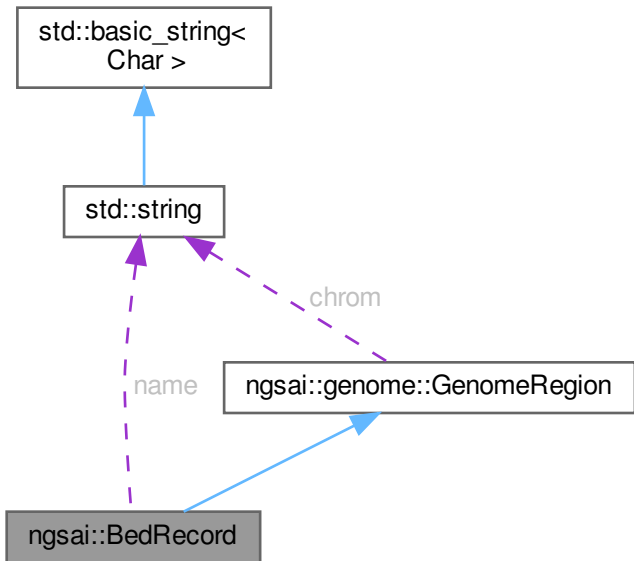 std::basic_string<
Char >
std::string
chrom
name
ngsai::genome::GenomeRegion
ngsai::BedRecord